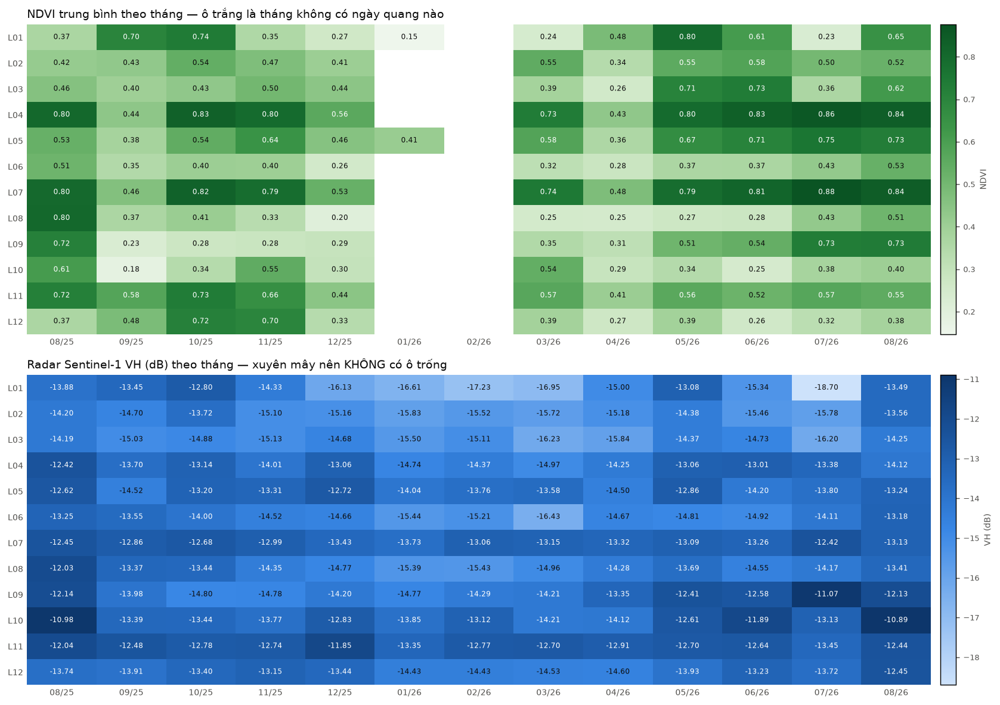 NDVI trung bình theo tháng — ô trắng là tháng không có ngày quang nào
L01 0.37 0.70 0.74 0.35 0.27 0.15 0.24 0.48 0.80 0.61 0.23 0.65
L02 0.42 0.43 0.54 0.47 0.41 0.55 0.34 0.55 0.58 0.50 0.52
L03 0.46 0.40 0.43 0.50 0.44 0.39 0.26 0.71 0.73 0.36 0.62
L04 0.80 0.44 0.83 0.80 0.56 0.73 0.43 0.80 0.83 0.86 0.84
L05 0.53 0.38 0.54 0.64 0.46 0.41 0.58 0.36 0.67 0.71 0.75 0.73
L06 0.51 0.35 0.40 0.40 0.26 0.32 0.28 0.37 0.37 0.43 0.53
L07 0.80 0.46 0.82 0.79 0.53 0.74 0.48 0.79 0.81 0.88 0.84
L08 0.80 0.37 0.41 0.33 0.20 0.25 0.25 0.27 0.28 0.43 0.51
L09 0.72 0.23 0.28 0.28 0.29 0.35 0.31 0.51 0.54 0.73 0.73
L10 0.61 0.18 0.34 0.55 0.30 0.54 0.29 0.34 0.25 0.38 0.40
L11 0.72 0.58 0.73 0.66 0.44 0.57 0.41 0.56 0.52 0.57 0.55
L12 0.37 0.48 0.72 0.70 0.33 0.39 0.27 0.39 0.26 0.32 0.38
08/25 09/25 10/25 11/25 12/25 01/26 02/26 03/26 04/26 05/26 06/26 07/26 08/26
0.8
0.7
0.6
0.5
0.4
0.3
0.2
NDVI
Radar Sentinel-1 VH (dB) theo tháng — xuyên mây nên KHÔNG có ô trống
L01 -13.88 -13.45 -12.80 -14.33 -16.13 -16.61 -17.23 -16.95 -15.00 -13.08 -15.34 -18.70 -13.49
L02 -14.20 -14.70 -13.72 -15.10 -15.16 -15.83 -15.52 -15.72 -15.18 -14.38 -15.46 -15.78 -13.56
L03 -14.19 -15.03 -14.88 -15.13 -14.68 -15.50 -15.11 -16.23 -15.84 -14.37 -14.73 -16.20 -14.25
L04 -12.42 -13.70 -13.14 -14.01 -13.06 -14.74 -14.37 -14.97 -14.25 -13.06 -13.01 -13.38 -14.12
L05 -12.62 -14.52 -13.20 -13.31 -12.72 -14.04 -13.76 -13.58 -14.50 -12.86 -14.20 -13.80 -13.24
L06 -13.25 -13.55 -14.00 -14.52 -14.66 -15.44 -15.21 -16.43 -14.67 -14.81 -14.92 -14.11 -13.18
L07 -12.45 -12.86 -12.68 -12.99 -13.43 -13.73 -13.06 -13.15 -13.32 -13.09 -13.26 -12.42 -13.13
L08 -12.03 -13.37 -13.44 -14.35 -14.77 -15.39 -15.43 -14.96 -14.28 -13.69 -14.55 -14.17 -13.41
L09 -12.14 -13.98 -14.80 -14.78 -14.20 -14.77 -14.29 -14.21 -13.35 -12.41 -12.58 -11.07 -12.13
L10 -10.98 -13.39 -13.44 -13.77 -12.83 -13.85 -13.12 -14.21 -14.12 -12.61 -11.89 -13.13 -10.89
L11 -12.04 -12.48 -12.78 -12.74 -11.85 -13.35 -12.77 -12.70 -12.91 -12.70 -12.64 -13.45 -12.44
L12 -13.74 -13.91 -13.40 -13.15 -13.44 -14.43 -14.43 -14.53 -14.60 -13.93 -13.23 -13.72 -12.45
08/25 09/25 10/25 11/25 12/25 01/26 02/26 03/26 04/26 05/26 06/26 07/26 08/26
−11
−12
−13
−14
−15
−16
−17
−18
VH (dB)